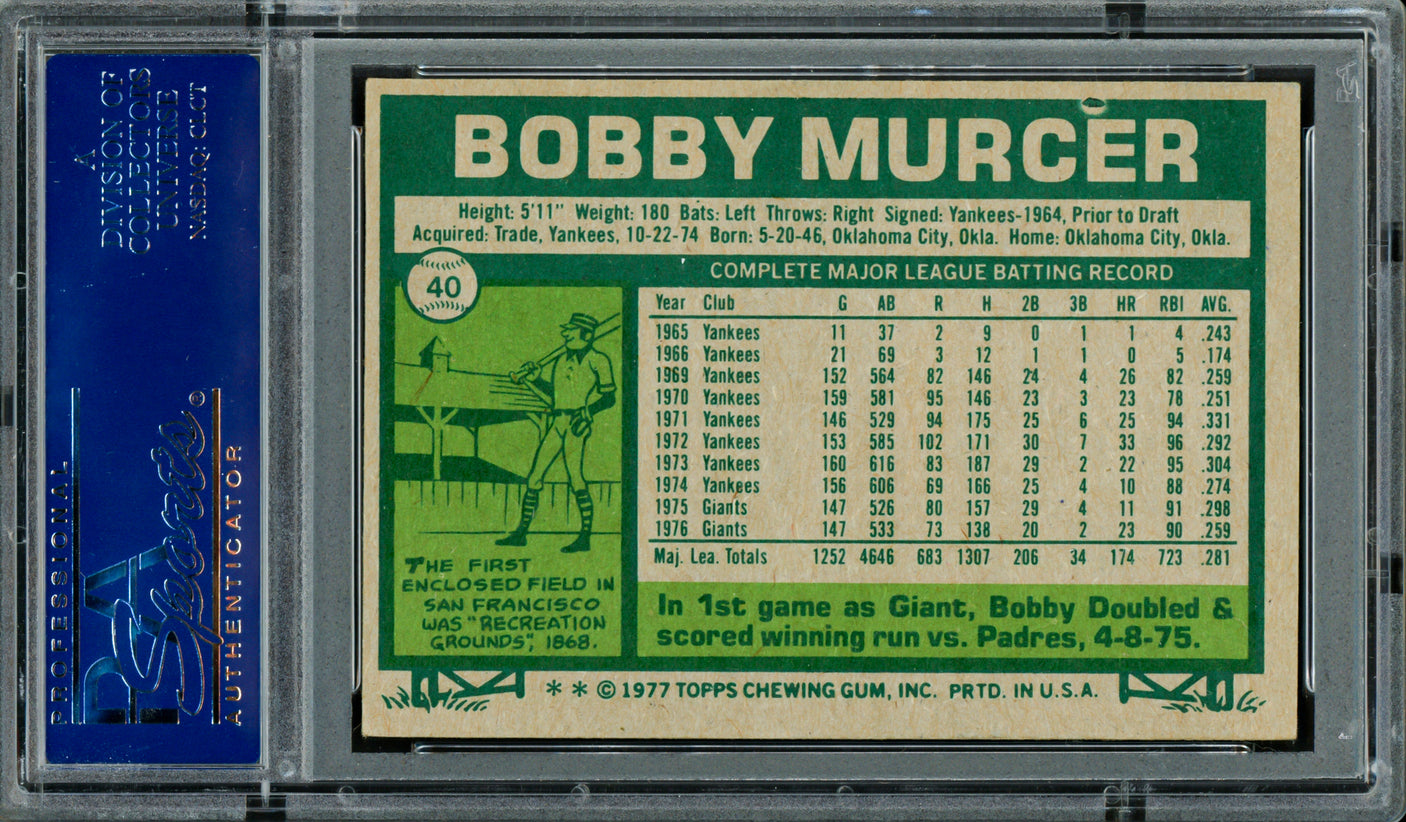 A
DIVISION OF
COLLECTORS
UNIVERSE
NASDAQ: CLCT
PROFESSIONAL
PSA
Sports®
AUTHENTICATOR
BOBBY MURCER
Height: 5'11" Weight: 180 Bats: Left Throws: Right Signed: Yankees-1964, Prior to Draft
Acquired: Trade, Yankees, 10-22-74 Born: 5-20-46, Oklahoma City, Okla. Home: Oklahoma City, Okla.
40
COMPLETE MAJOR LEAGUE BATTING RECORD
Year Club G AB R H 2B 3B HR RBI AVG.
1965 Yankees 11 37 2 9 0 1 1 4 .243
1966 Yankees 21 69 3 12 1 1 0 5 .174
1969 Yankees 152 564 82 146 24 4 26 82 .259
1970 Yankees 159 581 95 146 23 3 23 78 .251
1971 Yankees 146 529 94 175 25 6 25 94 .331
1972 Yankees 153 585 102 171 30 7 33 96 .292
1973 Yankees 160 616 83 187 29 2 22 95 .304
1974 Yankees 156 606 69 166 25 4 10 88 .274
1975 Giants 147 526 80 157 29 4 11 91 .298
1976 Giants 147 533 73 138 20 2 23 90 .259
Maj. Lea. Totals 1252 4646 683 1307 206 34 174 723 .281
THE FIRST
ENCLOSED FIELD IN
SAN FRANCISCO
WAS "RECREATION
GROUNDS", 1868.
In 1st game as Giant, Bobby Doubled &
scored winning run vs. Padres, 4-8-75.
* * © 1977 TOPPS CHEWING GUM, INC. PRTD. IN U.S.A.